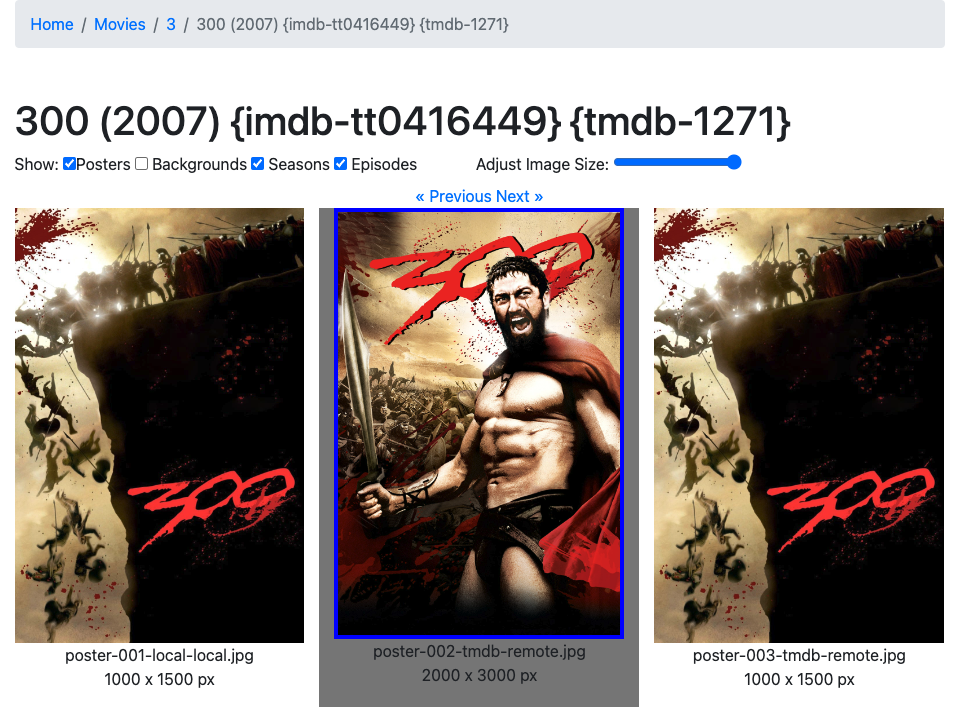 Home / Movies / 3 / 300 (2007) {imdb-tt0416449} {tmdb-1271}
300 (2007) {imdb-tt0416449} {tmdb-1271}
Show: Posters Backgrounds Seasons Episodes Adjust Image Size:
« Previous Next »
300
300
300
poster-001-local-local.jpg
1000 x 1500 px
poster-002-tmdb-remote.jpg
2000 x 3000 px
poster-003-tmdb-remote.jpg
1000 x 1500 px